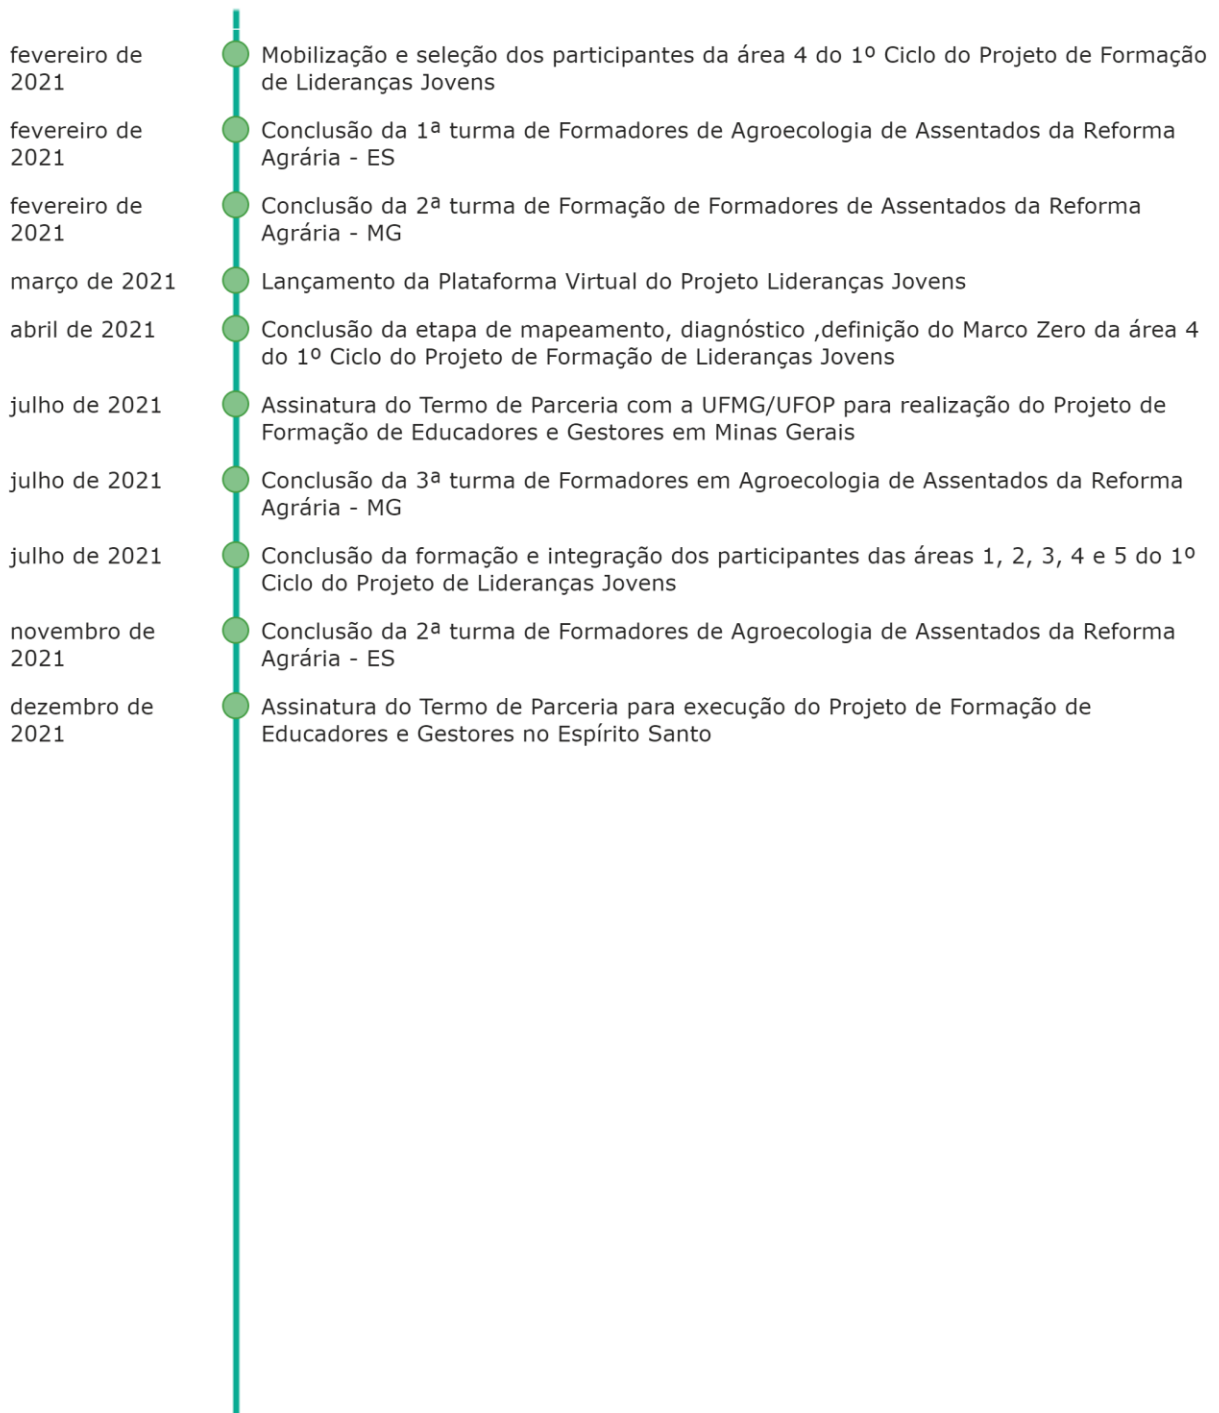 fevereiro de
2021
Mobilização e seleção dos participantes da área 4 do 1º Ciclo do Projeto de Formação
de Lideranças Jovens
fevereiro de
2021
Conclusão da 1ª turma de Formadores de Agroecologia de Assentados da Reforma
Agrária - ES
fevereiro de
2021
Conclusão da 2ª turma de Formação de Formadores de Assentados da Reforma
Agrária - MG
março de 2021
Lançamento da Plataforma Virtual do Projeto Lideranças Jovens
abril de 2021
Conclusão da etapa de mapeamento, diagnóstico ,definição do Marco Zero da área 4
do 1º Ciclo do Projeto de Formação de Lideranças Jovens
julho de 2021
Assinatura do Termo de Parceria com a UFMG/UFOP para realização do Projeto de
Formação de Educadores e Gestores em Minas Gerais
julho de 2021
Conclusão da 3ª turma de Formadores em Agroecologia de Assentados da Reforma
Agrária - MG
julho de 2021
Conclusão da formação e integração dos participantes das áreas 1, 2, 3, 4 e 5 do 1º
Ciclo do Projeto de Lideranças Jovens
novembro de
2021
Conclusão da 2ª turma de Formadores de Agroecologia de Assentados da Reforma
Agrária - ES
dezembro de
2021
Assinatura do Termo de Parceria para execução do Projeto de Formação de
Educadores e Gestores no Espírito Santo